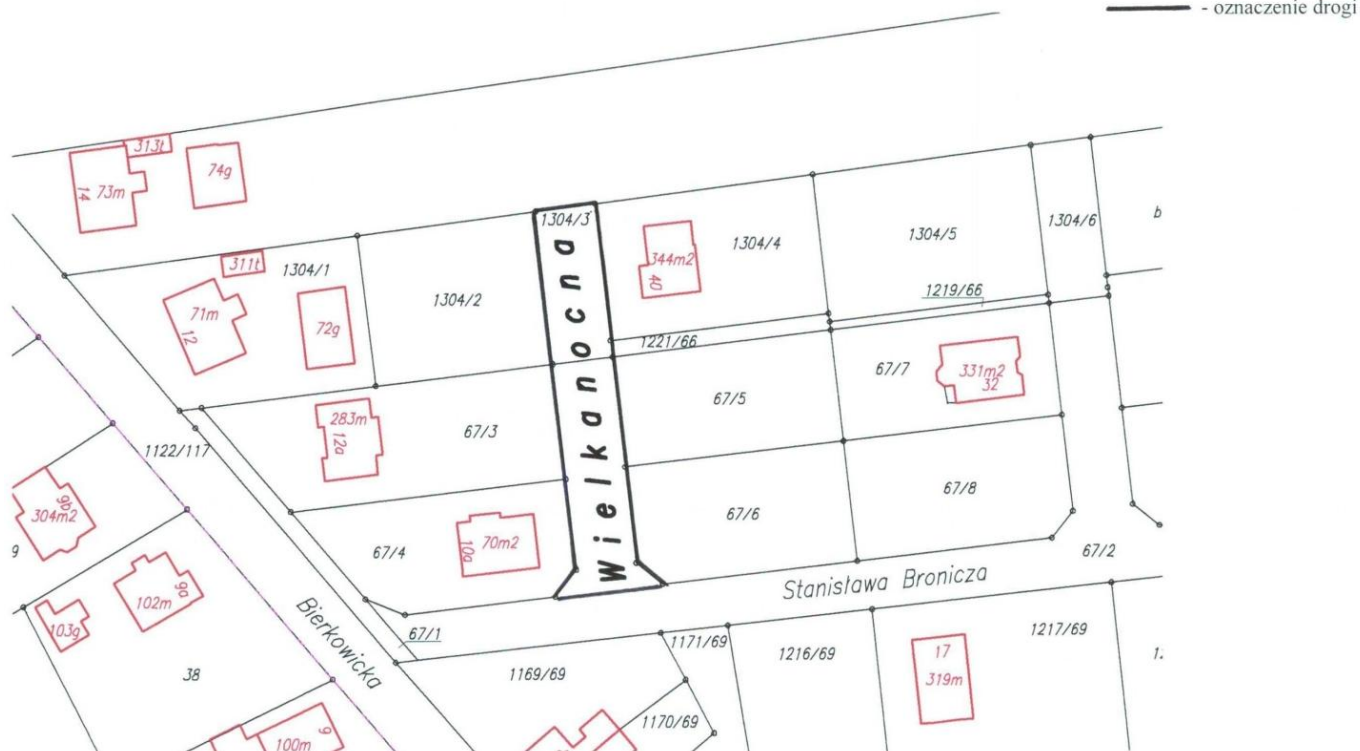 - oznaczenie drogi
313t
14 73m
74g
1304/3
1304/4
1304/5
1304/6
b
344m2
40
311t
1304/1
1304/2
71m
12
72g
1219/66
1221/66
67/7
331m2
32
283m
12a
67/3
67/5
Wielkanocna
1122/117
304m2
9b
9
67/4
10a
70m2
67/6
67/8
67/2
102m
9a
103g
Bierkowicka
67/1
Stanisława Bronicza
38
1169/69
1171/69
1216/69
1217/69
17
319m
1170/69
100m
9